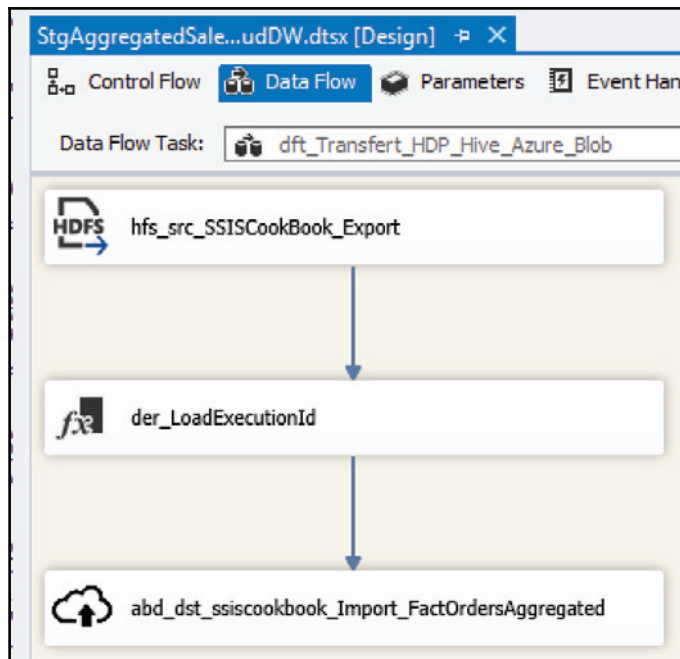 StgAggregatedSale...udDW.dtsx [Design]
Control Flow Data Flow Parameters Event Han
Data Flow Task: dft_Transfert_HDP_Hive_Azure_Blob
HDFS hfs_src_SSISCookBook_Export
fx der_LoadExecutionId
abd_dst_ssiscookbook_Import_FactOrdersAggregated